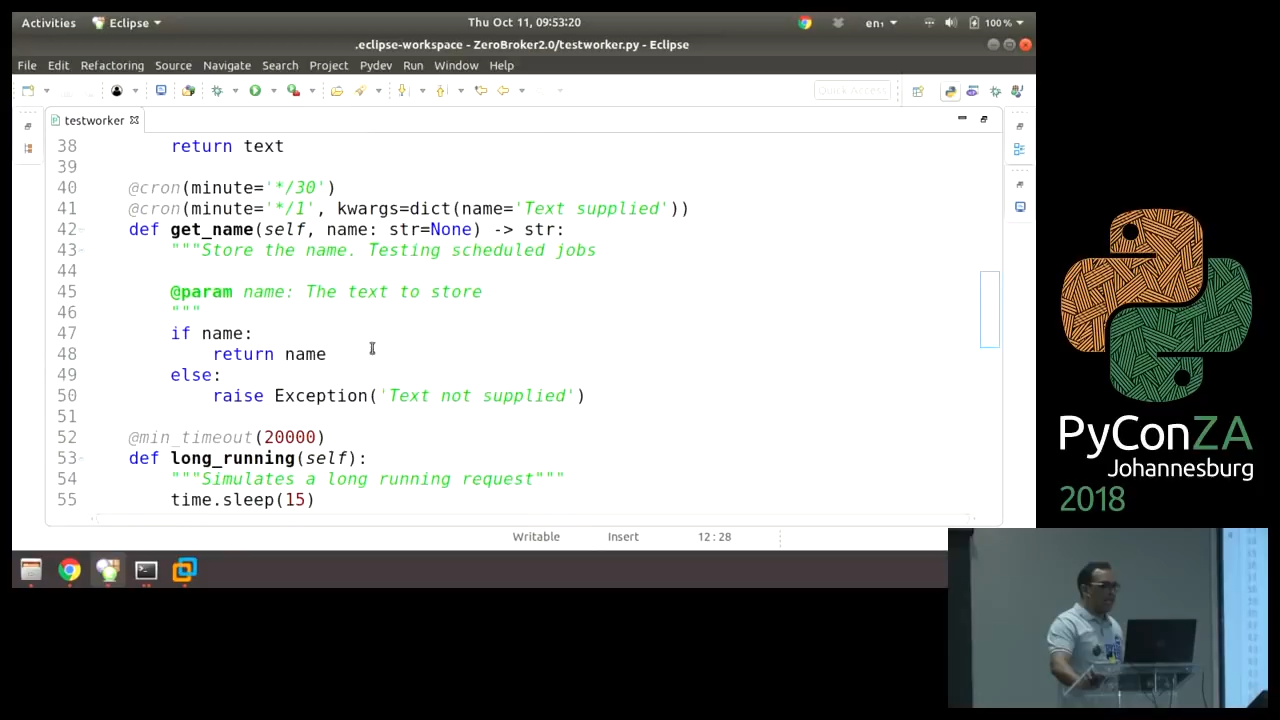 Activities Eclipse Thu Oct 11, 09:53:20 en₁ 100%
.eclipse-workspace - ZeroBroker2.0/testworker.py - Eclipse
File Edit Refactoring Source Navigate Search Project Pydev Run Window Help
Quick Access
testworker
38 return text
39
40 @cron(minute='*/30')
41 @cron(minute='*/1', kwargs=dict(name='Text supplied'))
42 def get_name(self, name: str=None) -> str:
43 """Store the name. Testing scheduled jobs
44
45 @param name: The text to store
46 """
47 if name:
48 return name
49 else:
50 raise Exception('Text not supplied')
51
52 @min_timeout(20000)
53 def long_running(self):
54 """Simulates a long running request"""
55 time.sleep(15)
Writable Insert 12 : 28
PyConZA
Johannesburg
2018